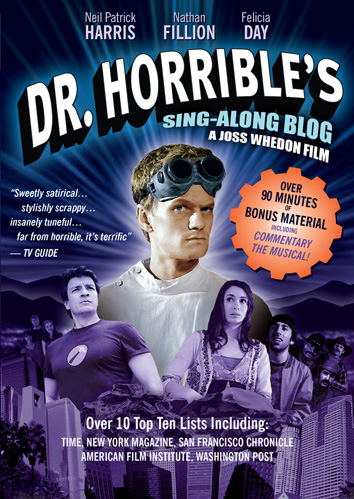 Neil Patrick Nathan Felicia
HARRIS FILLION DAY
DR. HORRIBLE'S
SING-ALONG BLOG
A JOSS WHEDON FILM
"Sweetly satirical...
stylishly scrappy...
insanely tuneful...
far from horrible, it's terrific"
— TV GUIDE
OVER
90 MINUTES
OF
BONUS MATERIAL
INCLUDING
COMMENTARY
THE MUSICAL!
Over 10 Top Ten Lists Including:
TIME, NEW YORK MAGAZINE, SAN FRANCISCO CHRONICLE
AMERICAN FILM INSTITUTE, WASHINGTON POST